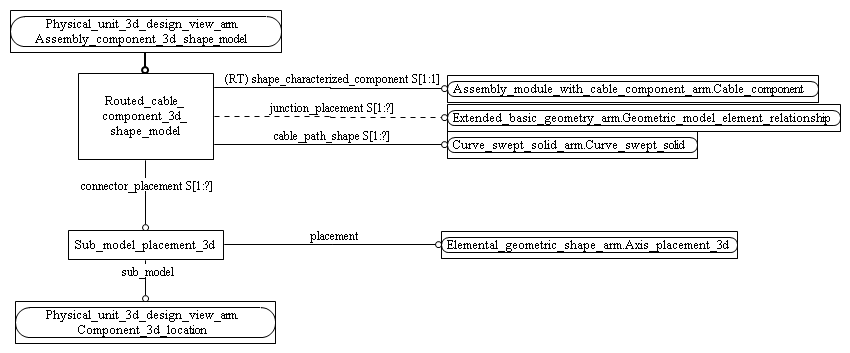 Physical_unit_3d_design_view_arm.
Assembly_component_3d_shape_model
(RT) shape_characterized_component S[1:1]
Assembly_module_with_cable_component_arm.Cable_component
Routed_cable_
component_3d_
shape_model
junction_placement S[1:?]
Extended_basic_geometry_arm.Geometric_model_element_relationship
cable_path_shape S[1:?]
Curve_swept_solid_arm.Curve_swept_solid
connector_placement S[1:?]
Sub_model_placement_3d
placement
Elemental_geometric_shape_arm.Axis_placement_3d
sub_model
Physical_unit_3d_design_view_arm.
Component_3d_location